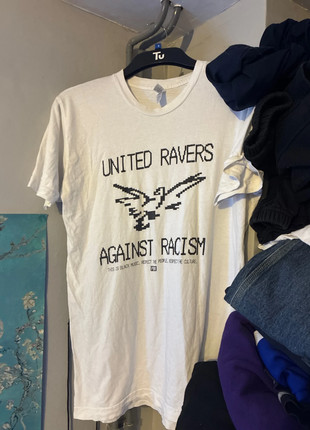 Tu
UNITED RAVERS
AGAINST RACISM
THIS IS BLACK MUSIC. RESPECT THE PEOPLE, RESPECT THE CULTURE.